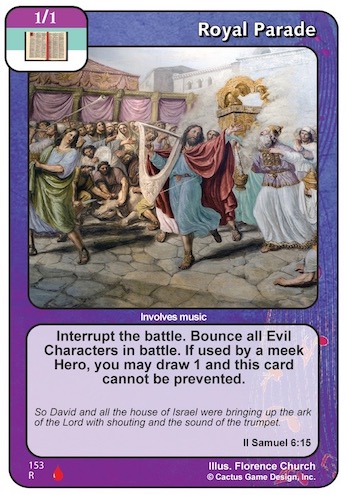 1/1
Royal Parade
Involves music
Interrupt the battle. Bounce all Evil
Characters in battle. If used by a meek
Hero, you may draw 1 and this card
cannot be prevented.
So David and all the house of Israel were bringing up the ark
of the Lord with shouting and the sound of the trumpet.
II Samuel 6:15
153
R
Illus. Florence Church
© Cactus Game Design, Inc.